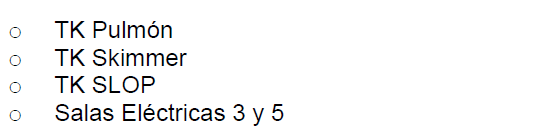 ○ TK Pulmón
○ TK Skimmer
○ TK SLOP
○ Salas Eléctricas 3 y 5